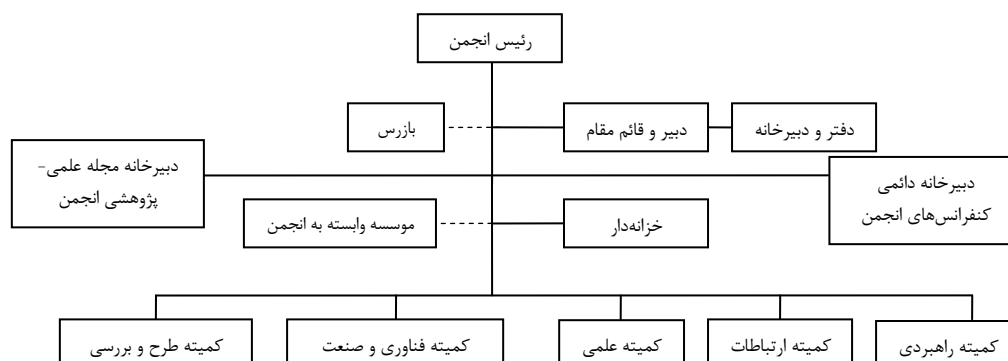 رئیس انجمن
دفتر و دبیرخانه
دبیر و قائم مقام
بازرس
دبیرخانه دائمی
کنفرانس‌های انجمن
دبیرخانه مجله علمی-
پژوهشی انجمن
خزانه‌دار
موسسه وابسته به انجمن
کمیته راهبردی
کمیته ارتباطات
کمیته علمی
کمیته فناوری و صنعت
کمیته طرح و بررسی